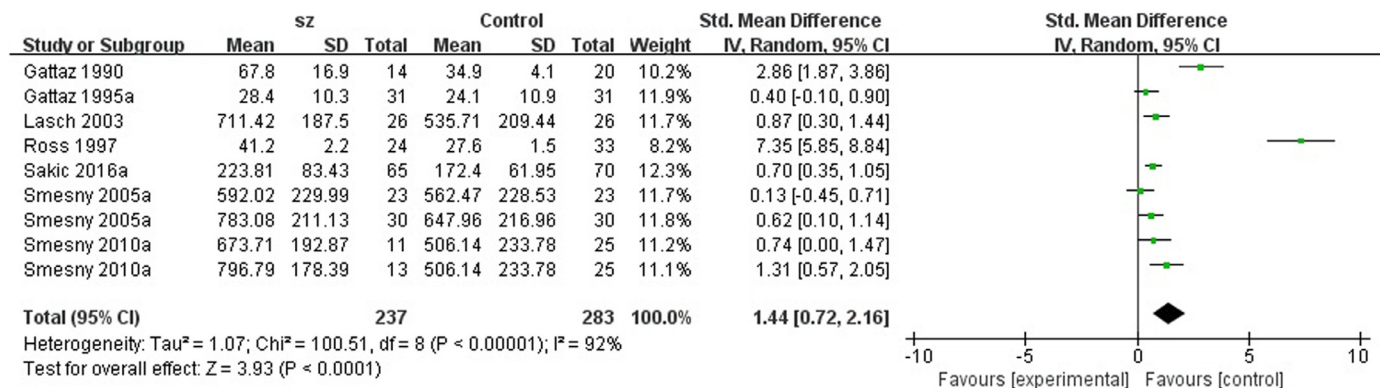 sz Control Std. Mean Difference Std. Mean Difference
Study or Subgroup Mean SD Total Mean SD Total Weight IV, Random, 95% CI IV, Random, 95% CI
Gattaz 1990 67.8 16.9 14 34.9 4.1 20 10.2% 2.86 [1.87, 3.86]
Gattaz 1995a 28.4 10.3 31 24.1 10.9 31 11.9% 0.40 [-0.10, 0.90]
Lasch 2003 711.42 187.5 26 535.71 209.44 26 11.7% 0.87 [0.30, 1.44]
Ross 1997 41.2 2.2 24 27.6 1.5 33 8.2% 7.35 [5.85, 8.84]
Sakic 2016a 223.81 83.43 65 172.4 61.95 70 12.3% 0.70 [0.35, 1.05]
Smesny 2005a 592.02 229.99 23 562.47 228.53 23 11.7% 0.13 [-0.45, 0.71]
Smesny 2005a 783.08 211.13 30 647.96 216.96 30 11.8% 0.62 [0.10, 1.14]
Smesny 2010a 673.71 192.87 11 506.14 233.78 25 11.2% 0.74 [0.00, 1.47]
Smesny 2010a 796.79 178.39 13 506.14 233.78 25 11.1% 1.31 [0.57, 2.05]
Total (95% CI) 237 283 100.0% 1.44 [0.72, 2.16]
Heterogeneity: Tau² = 1.07; Chi² = 100.51, df = 8 (P < 0.00001); I² = 92%
Test for overall effect: Z = 3.93 (P < 0.0001)
-10 -5 0 5 10
Favours [experimental] Favours [control]